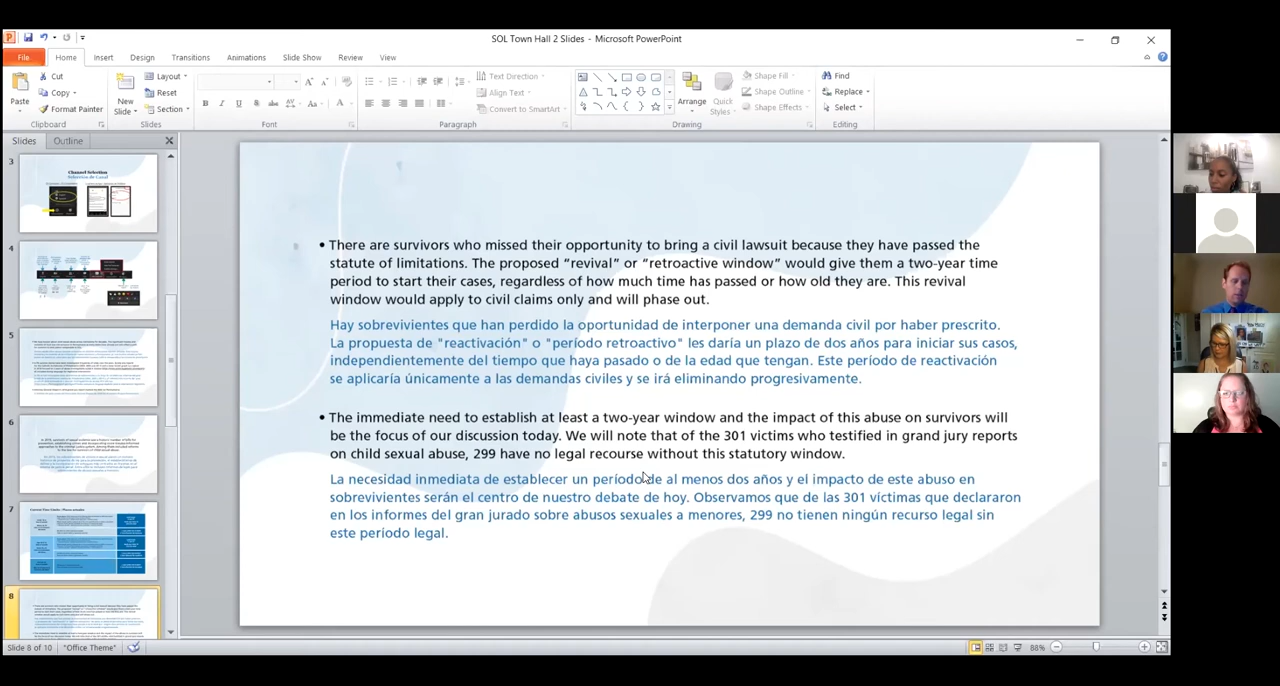 SOL Town Hall 2 Slides - Microsoft PowerPoint
File Home Insert Design Transitions Animations Slide Show Review View
Paste
Cut
Copy
Format Painter
Clipboard
New
Slide
Layout
Reset
Section
Slides
B I U S abc AV Aa A
Font
Text Direction
Align Text
Convert to SmartArt
Paragraph
Arrange
Quick
Styles
Shape Fill
Shape Outline
Shape Effects
Drawing
Find
Replace
Select
Editing
Slides Outline
3
Channel Selection
4
5
6
7
8
• There are survivors who missed their opportunity to bring a civil lawsuit because they have passed the
statute of limitations. The proposed “revival” or “retroactive window” would give them a two-year time
period to start their cases, regardless of how much time has passed or how old they are. This revival
window would apply to civil claims only and will phase out.
Hay sobrevivientes que han perdido la oportunidad de interponer una demanda civil por haber prescrito.
La propuesta de "reactivación" o "período retroactivo" les daría un plazo de dos años para iniciar sus casos,
independientemente del tiempo que haya pasado o de la edad que tengan. Este período de reactivación
se aplicaría únicamente a las demandas civiles y se irá eliminando progresivamente.
• The immediate need to establish at least a two-year window and the impact of this abuse on survivors will
be the focus of our discussion today. We will note that of the 301 victims who testified in grand jury reports
on child sexual abuse, 299 have no legal recourse without this statutory window.
La necesidad inmediata de establecer un período de al menos dos años y el impacto de este abuso en
sobrevivientes serán el centro de nuestro debate de hoy. Observamos que de las 301 víctimas que declararon
en los informes del gran jurado sobre abusos sexuales a menores, 299 no tienen ningún recurso legal sin
este período legal.
Slide 8 of 10 "Office Theme" 88%